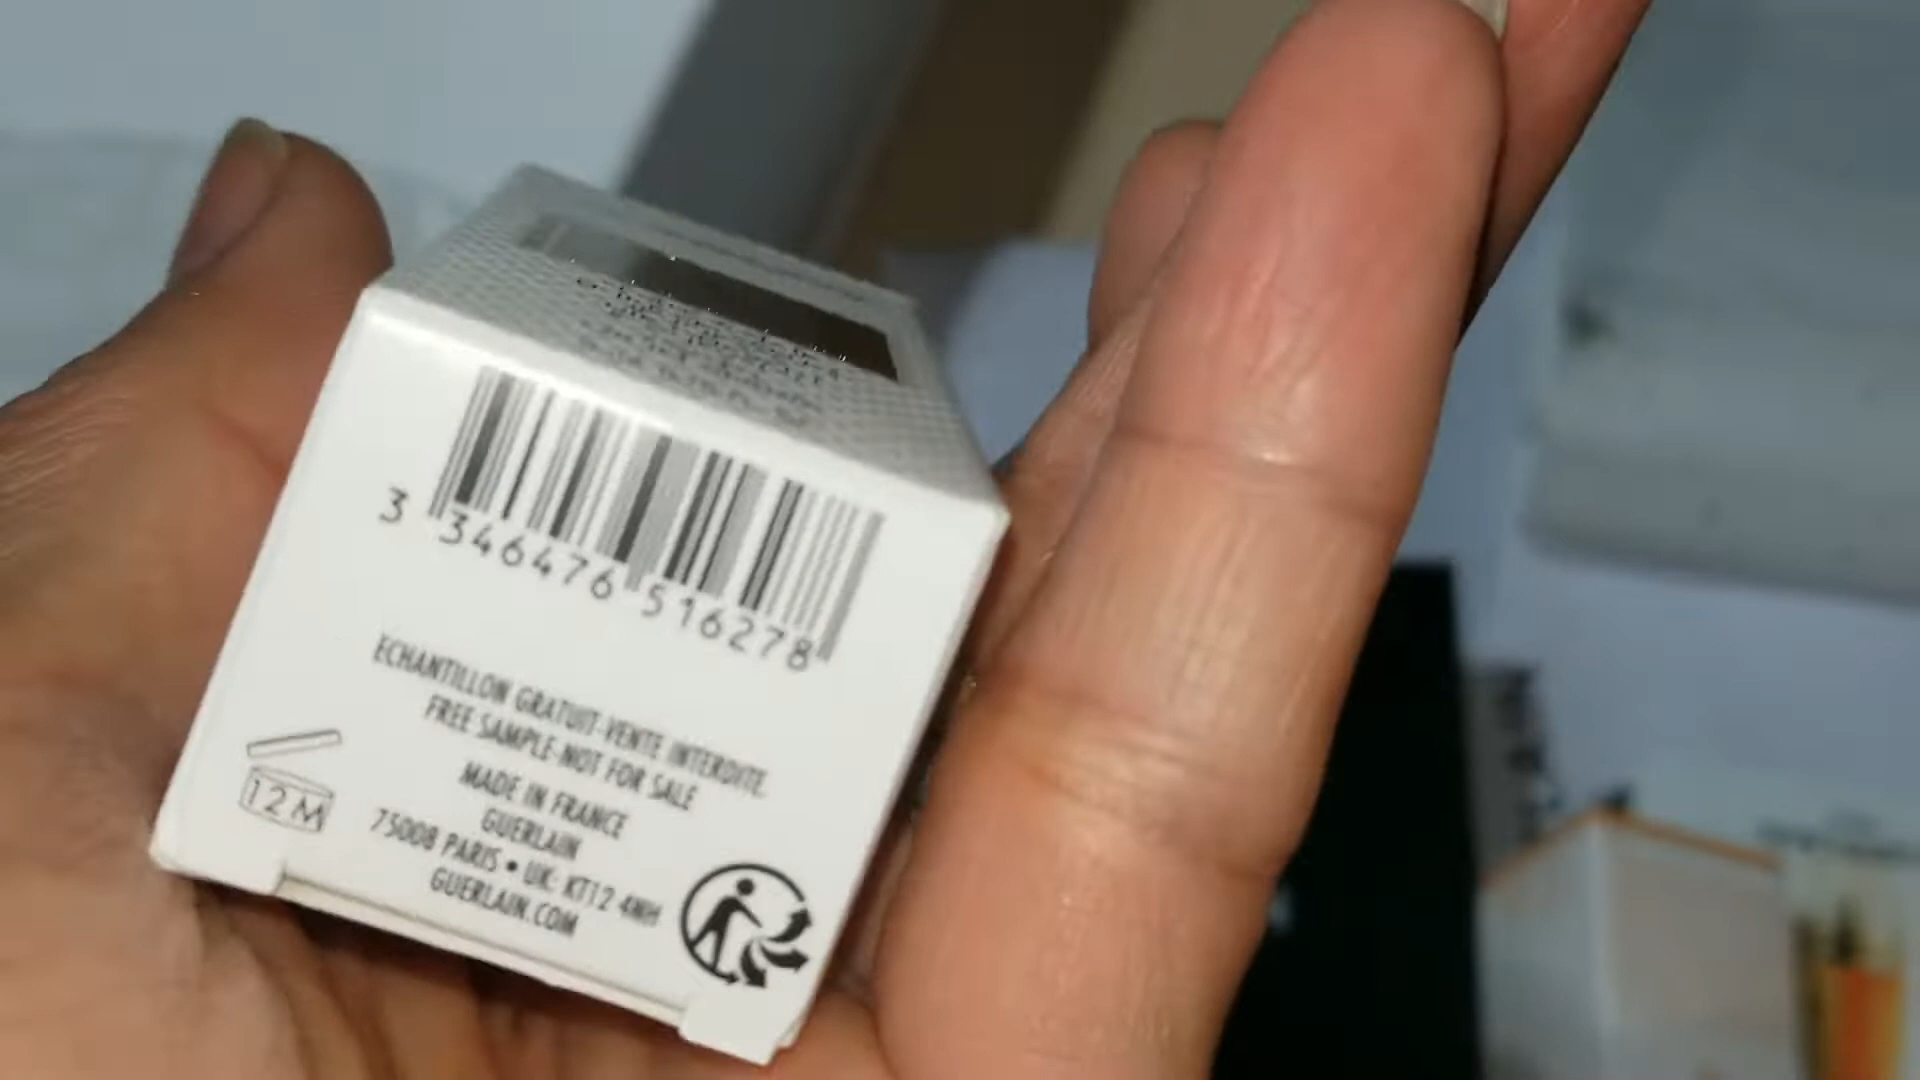 3 346476 516278
ECHANTILLON GRATUIT-VENTE INTERDITE.
FREE SAMPLE-NOT FOR SALE
MADE IN FRANCE
GUERLAIN
75008 PARIS • UK: KT12 4NH
GUERLAIN.COM
12M